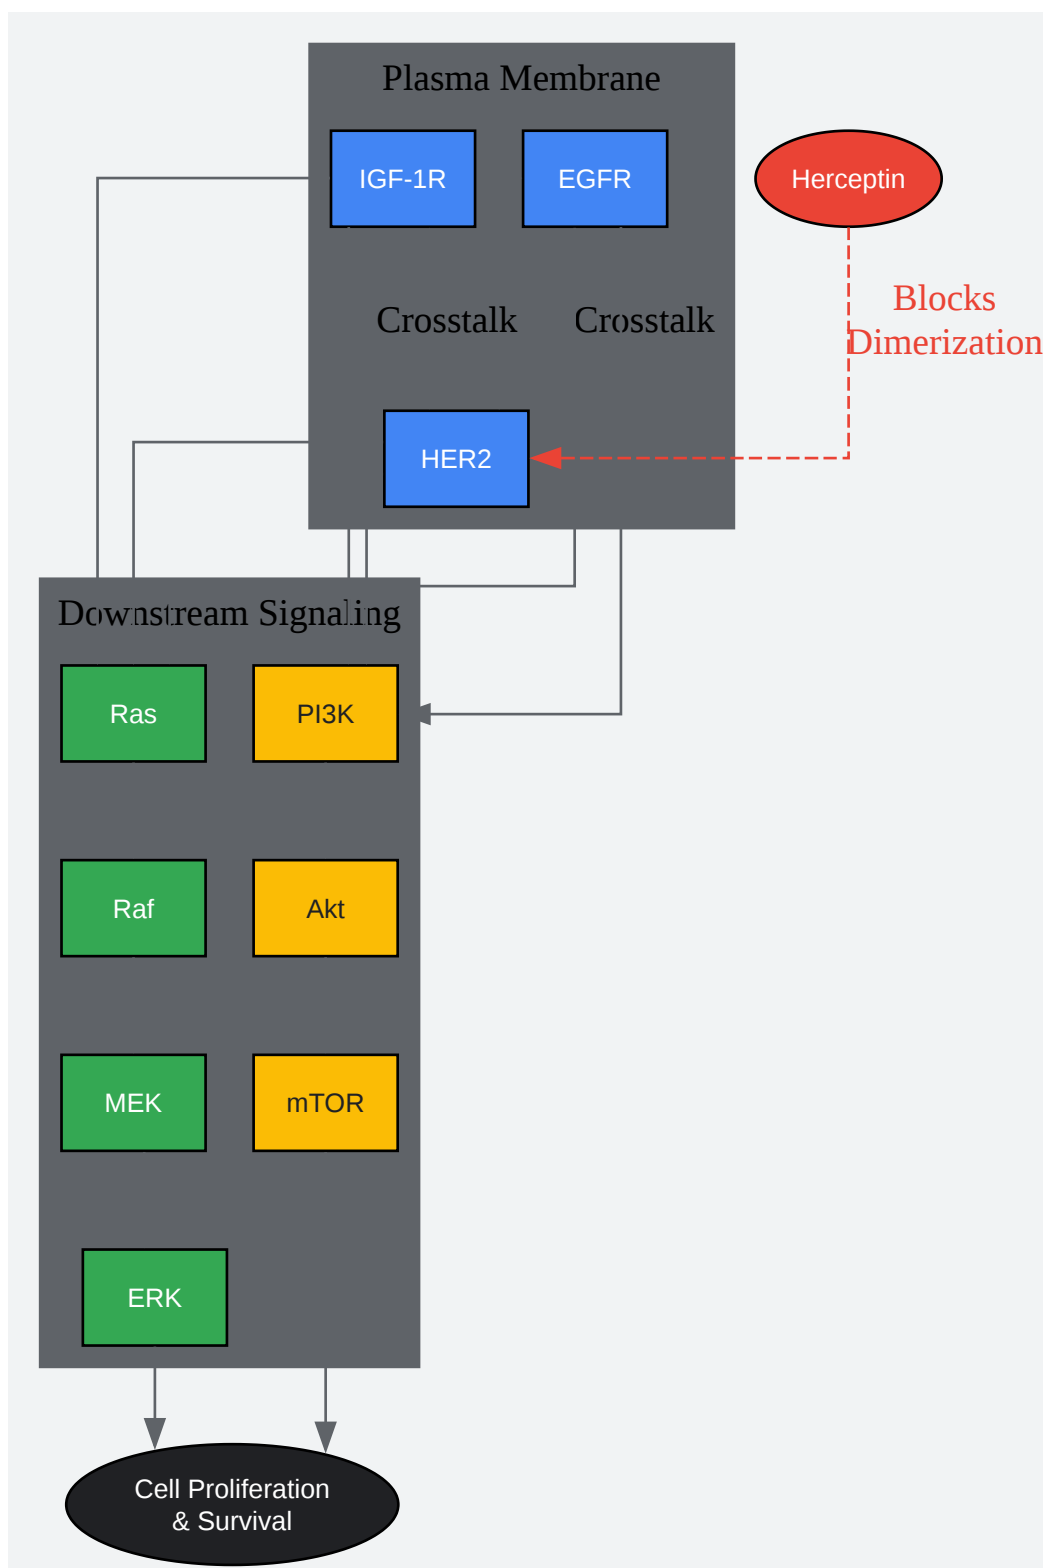 Plasma Membrane
IGF-1R
EGFR
Herceptin
Blocks
Dimerization
Crosstalk
Crosstalk
HER2
Downstream Signaling
Ras
PI3K
Raf
Akt
MEK
mTOR
ERK
Cell Proliferation
& Survival